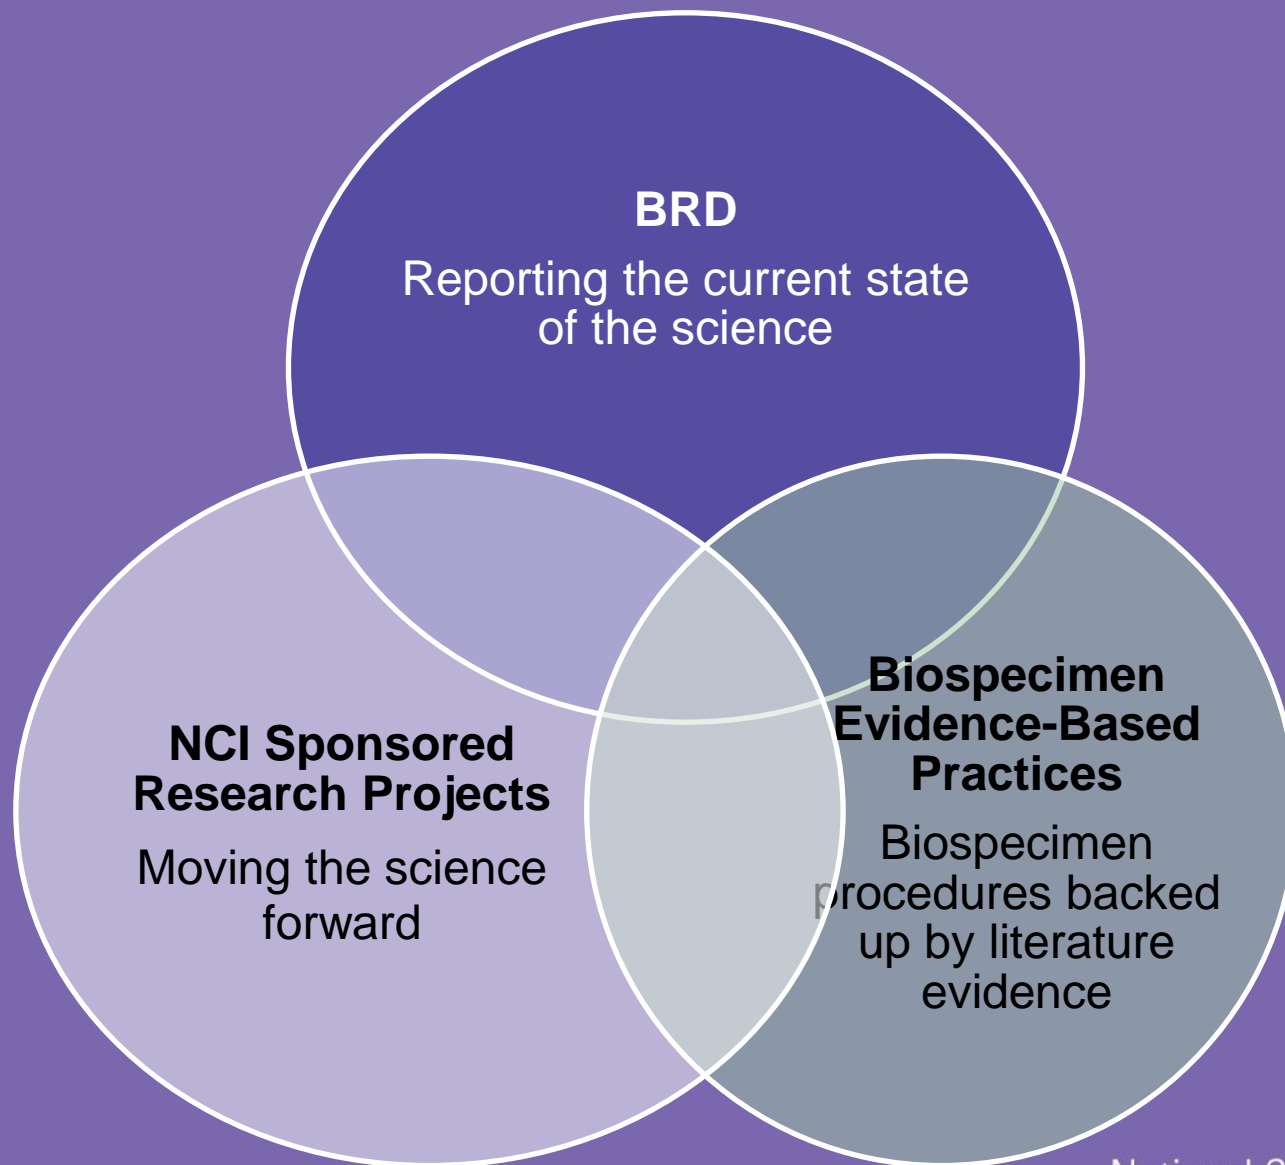 BRD
Reporting the current state
of the science
NCI Sponsored
Research Projects
Moving the science
forward
Biospecimen
Evidence-Based
Practices
Biospecimen
procedures backed
up by literature
evidence